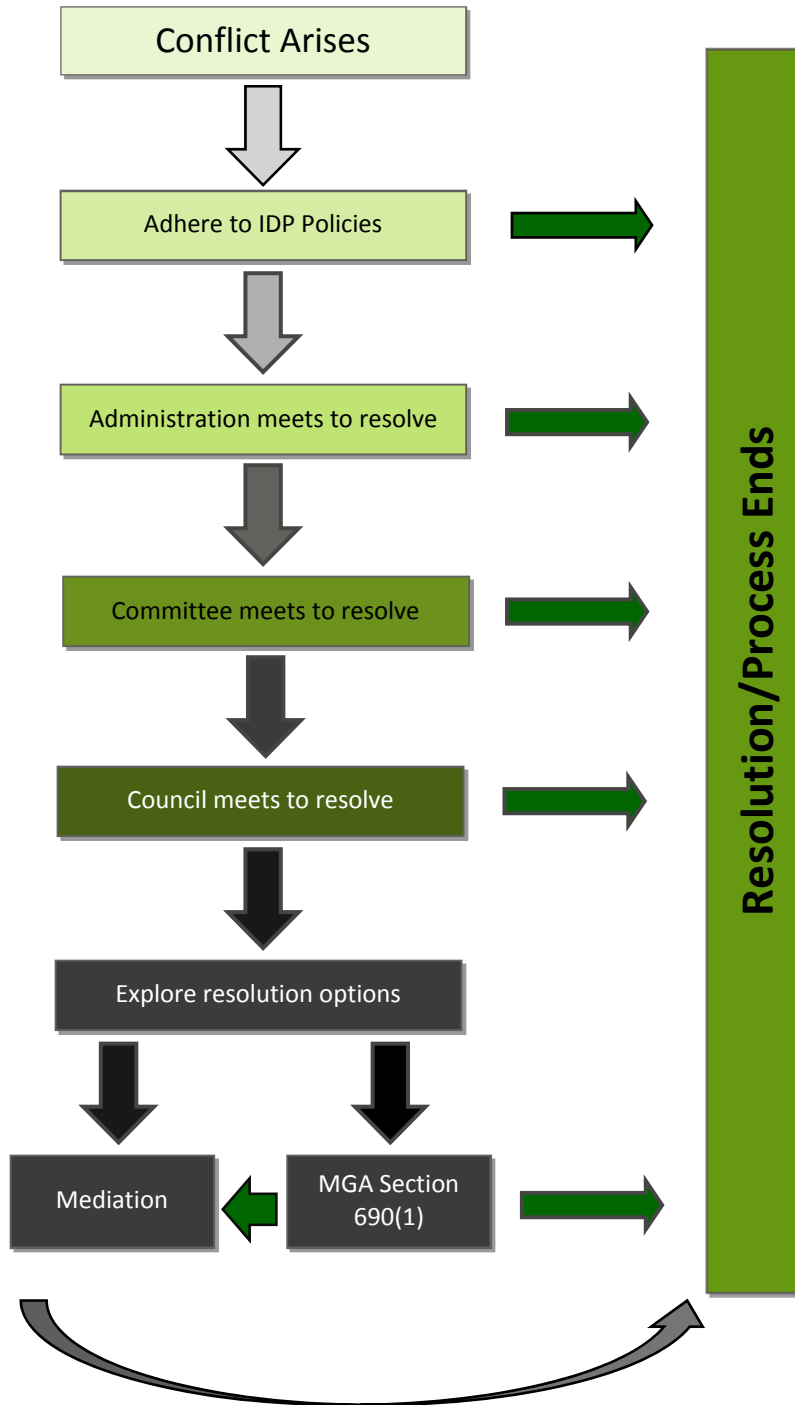 Conflict Arises
Adhere to IDP Policies
Administration meets to resolve
Committee meets to resolve
Council meets to resolve
Explore resolution options
Mediation
MGA Section
690(1)
Resolution/Process Ends